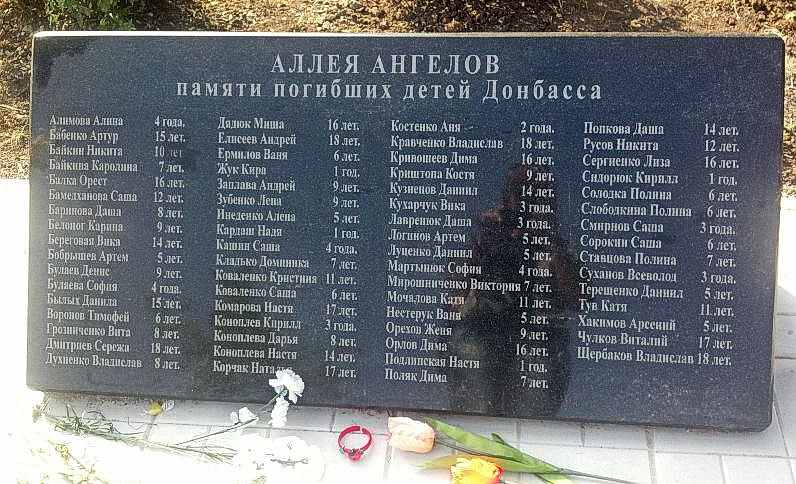 АЛЛЕЯ АНГЕЛОВ
памяти погибших детей Донбасса
Алимова Алина 4 года.
Бабенко Артур 15 лет.
Байкин Никита 10 лет
Байкина Каролина 7 лет.
Балка Орест 16 лет.
Бамедханова Саша 12 лет.
Баринова Даша 8 лет.
Белоног Карина 9 лет.
Береговая Вика 14 лет.
Бобрышев Артем 5 лет.
Булаев Денис 9 лет.
Булаева София 4 года.
Былых Данила 15 лет.
Воронов Тимофей 6 лет.
Грозниченко Вита 8 лет.
Дмитриев Сережа 18 лет.
Духненко Владислав 8 лет.
Дядюк Миша 16 лет.
Елисеев Андрей 18 лет.
Ермилов Ваня 6 лет.
Жук Кира 1 год.
Заплава Андрей 9 лет.
Зубенко Лена 9 лет.
Инеденко Алена 5 лет.
Кардаш Надя 1 год.
Кашин Саша 4 года.
Кладько Доминика 7 лет.
Коваленко Кристина 11 лет.
Коваленко Саша 6 лет.
Комарова Настя 17 лет.
Коноплев Кирилл 3 года.
Коноплева Дарья 8 лет.
Коноплева Настя 14 лет.
Корчак Наталья 17 лет.
Костенко Аня 2 года.
Кравченко Владислав 18 лет.
Кривошеев Дима 16 лет.
Криштопа Костя 9 лет.
Кузнецов Даниил 14 лет.
Кухарчук Вика 3 года.
Лавренюк Даша 3 года.
Логинов Артем 5 лет.
Луценко Даниил 5 лет.
Мартынюк София 4 года.
Мирошниченко Виктория 7 лет.
Мочалова Катя 11 лет.
Нестерук Ваня 5 лет.
Орехов Женя 9 лет.
Орлов Дима 16 лет.
Подлипская Настя 1 год.
Поляк Дима 7 лет.
Попкова Даша 14 лет.
Русов Никита 12 лет.
Сергиенко Лиза 16 лет.
Сидорюк Кирилл 1 год.
Солодка Полина 6 лет.
Слободкина Полина 6 лет.
Смирнов Саша 3 года.
Сорокин Саша 6 лет.
Ставцова Полина 7 лет.
Суханов Всеволод 3 года.
Терещенко Даниил 5 лет.
Тув Катя 11 лет.
Хакимов Арсений 5 лет.
Чулков Виталий 17 лет.
Щербаков Владислав 18 лет.